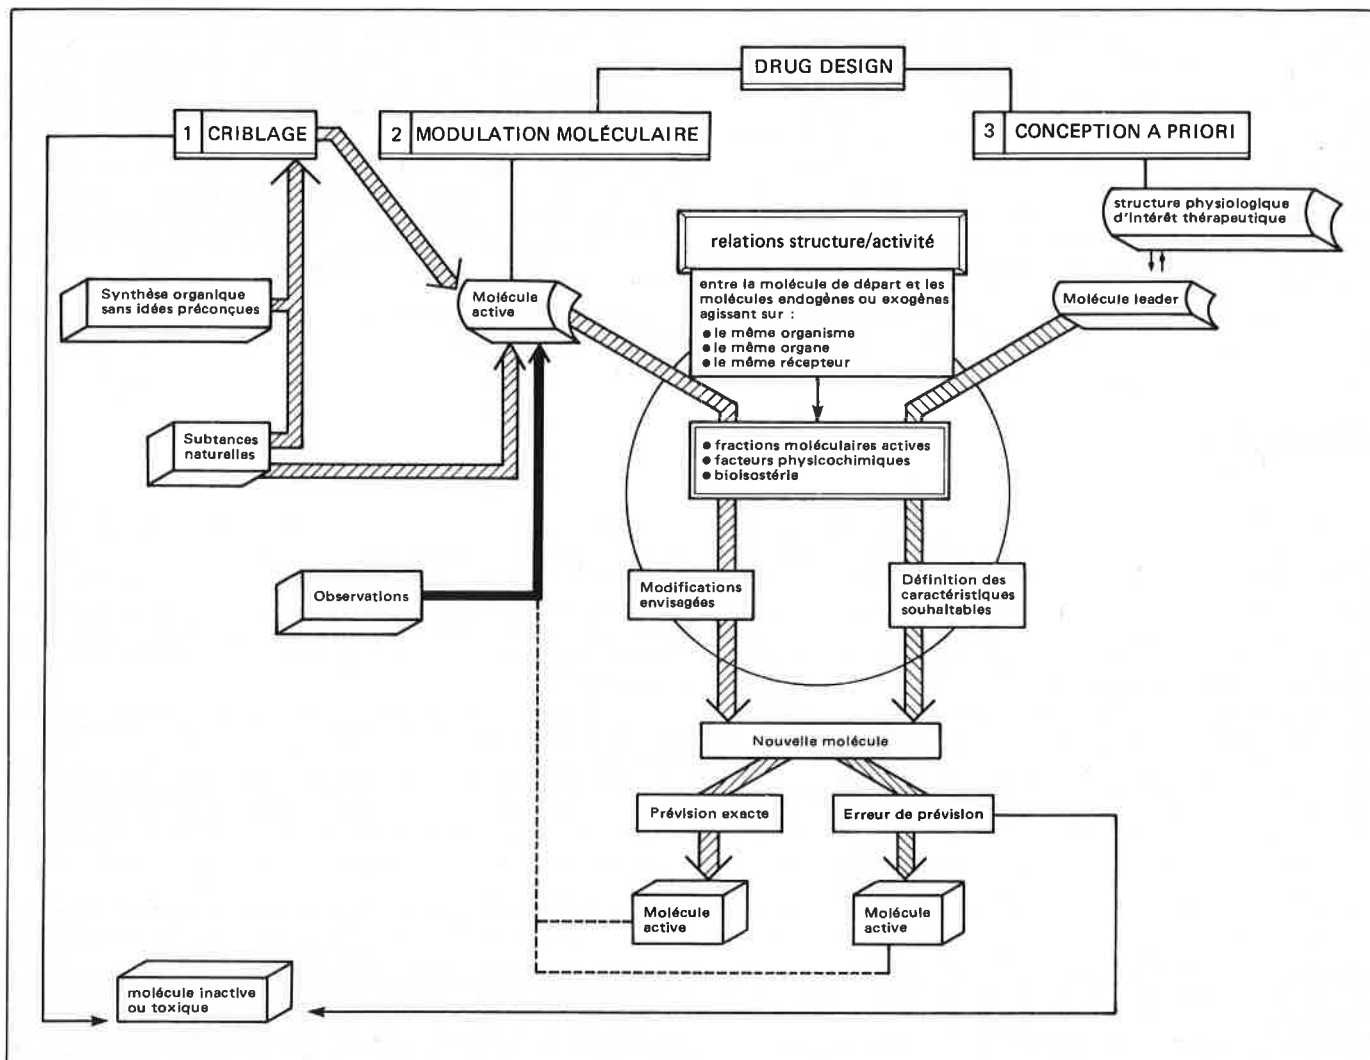 DRUG DESIGN
1 CRIBLAGE
2 MODULATION MOLÉCULAIRE
3 CONCEPTION A PRIORI
structure physiologique
d'intérêt thérapeutique
relations structure/activité
entre la molécule de départ et les
molécules endogènes ou exogènes
agissant sur :
● le même organisme
● le même organe
● le même récepteur
Synthèse organique
sans idées préconçues
Molécule
active
Molécule leader
Subtances
naturelles
● fractions moléculaires actives
● facteurs physicochimiques
● bioisostérie
Observations
Modifications
envisagées
Définition des
caractéristiques
souhaitables
Nouvelle molécule
Prévision exacte
Erreur de prévision
Molécule
active
Molécule
active
molécule inactive
ou toxique